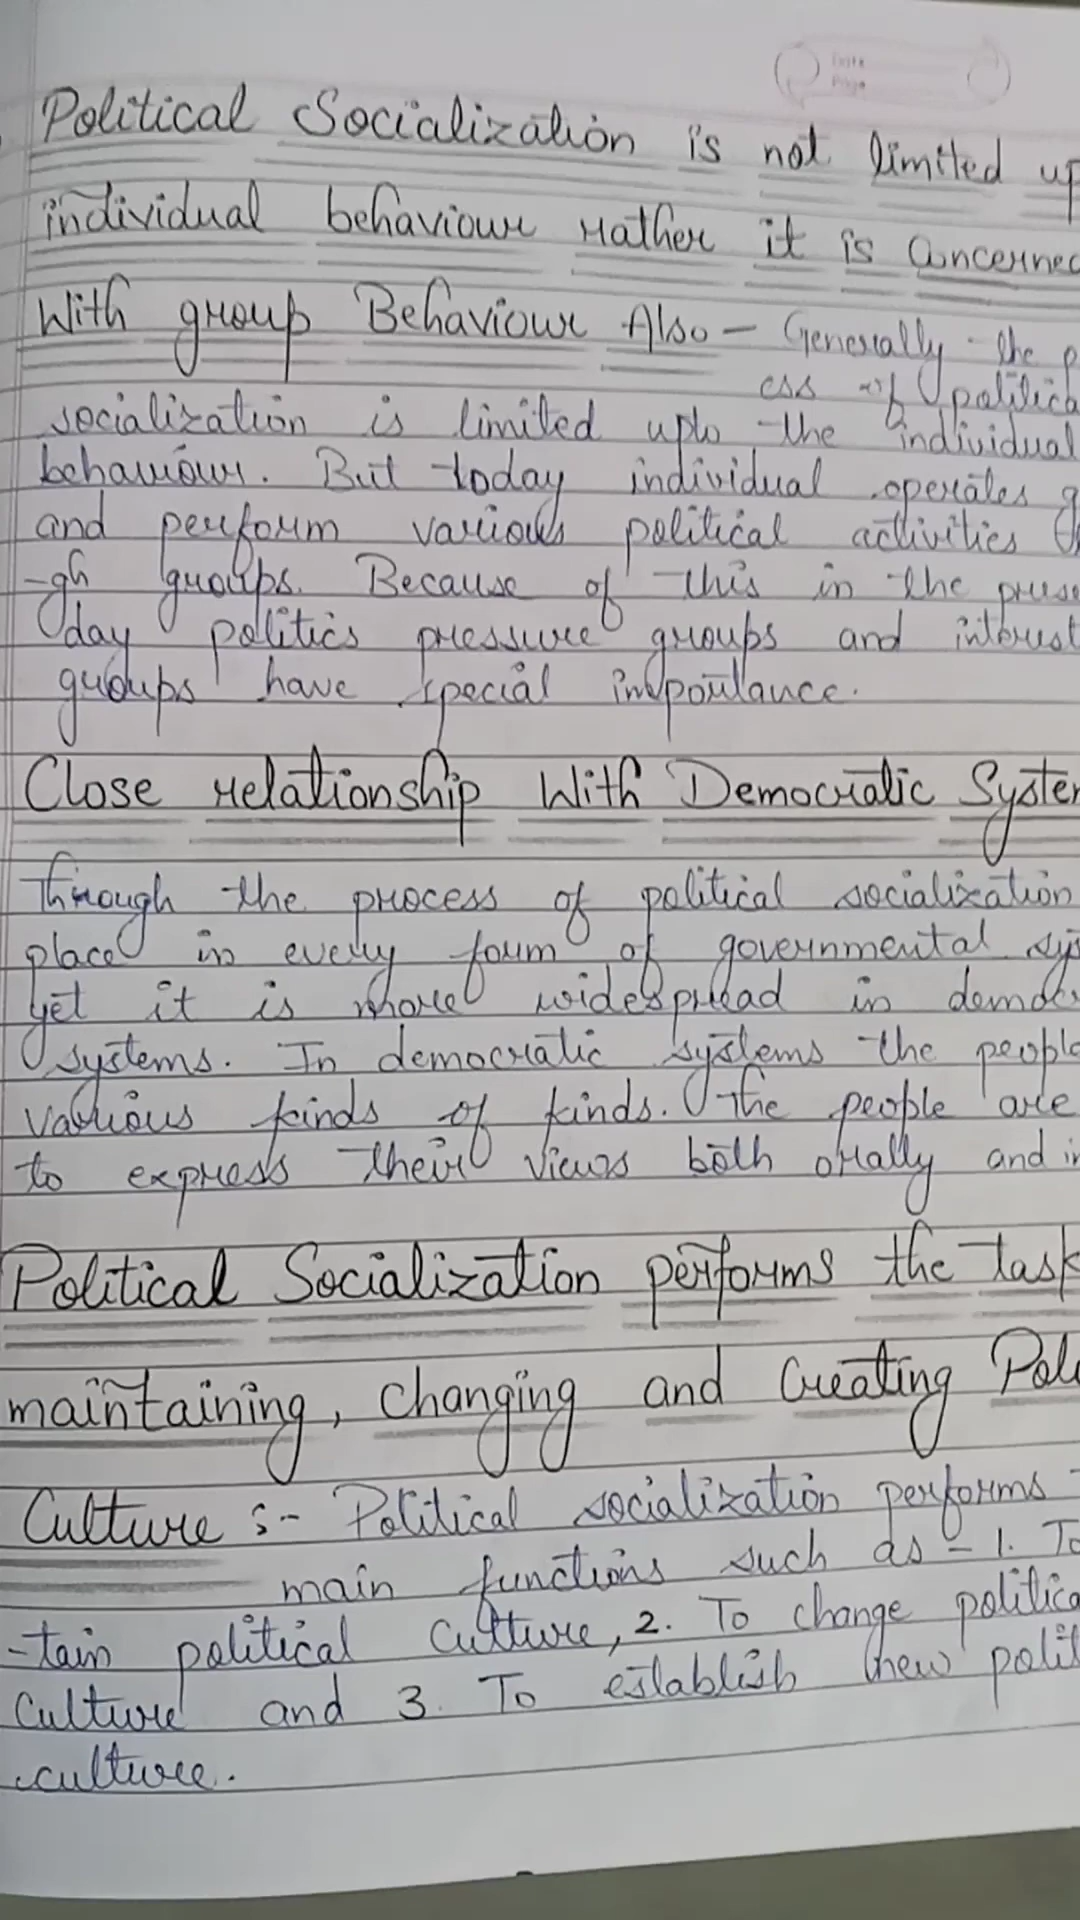 Date
Page
Political Socialization is not limited up
individual behaviour rather it is Concerned
With group Behaviour Also - Generally the p
ess of politica
socialization is limited upto the individual
behaviour. But today individual operates g
and perform various political activities
-gh groups. Because of this in the prese
day politics pressure groups and interest
groups have special importance.
Close relationship With Democratic System
Through the process of political socialization
place in every form of governmental sys
yet it is more widespread in democ
systems. In democratic systems the people
various kinds of kinds. The people are
to express their views both orally and in
Political Socialization performs the task
maintaining, changing and Creating Poli
Culture :- Political socialization performs
main functions such as - 1. To
-tain political culture, 2. To change politica
Culture and 3. To establish new polit
culture.